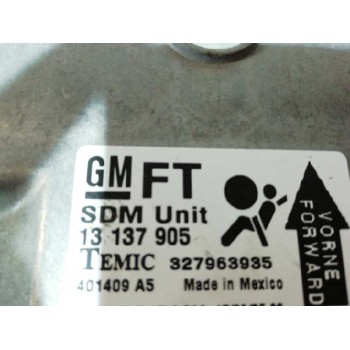 GM FT
SDM Unit
13 137 905
TEMIC 327963935
401409 A5 Made in Mexico
VORNE
FORWARD